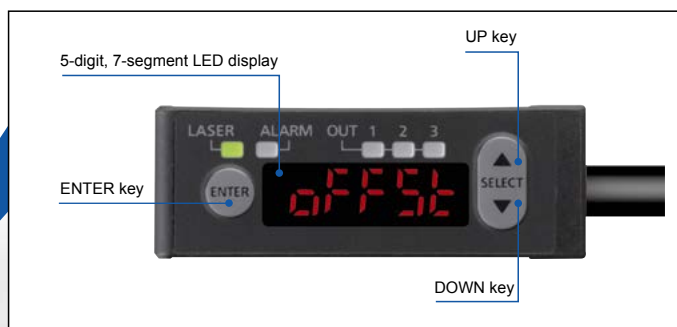 UP key
5-digit, 7-segment LED display
LASER ALARM OUT 1 2 3
ENTER
oFFSt
SELECT
ENTER key
DOWN key